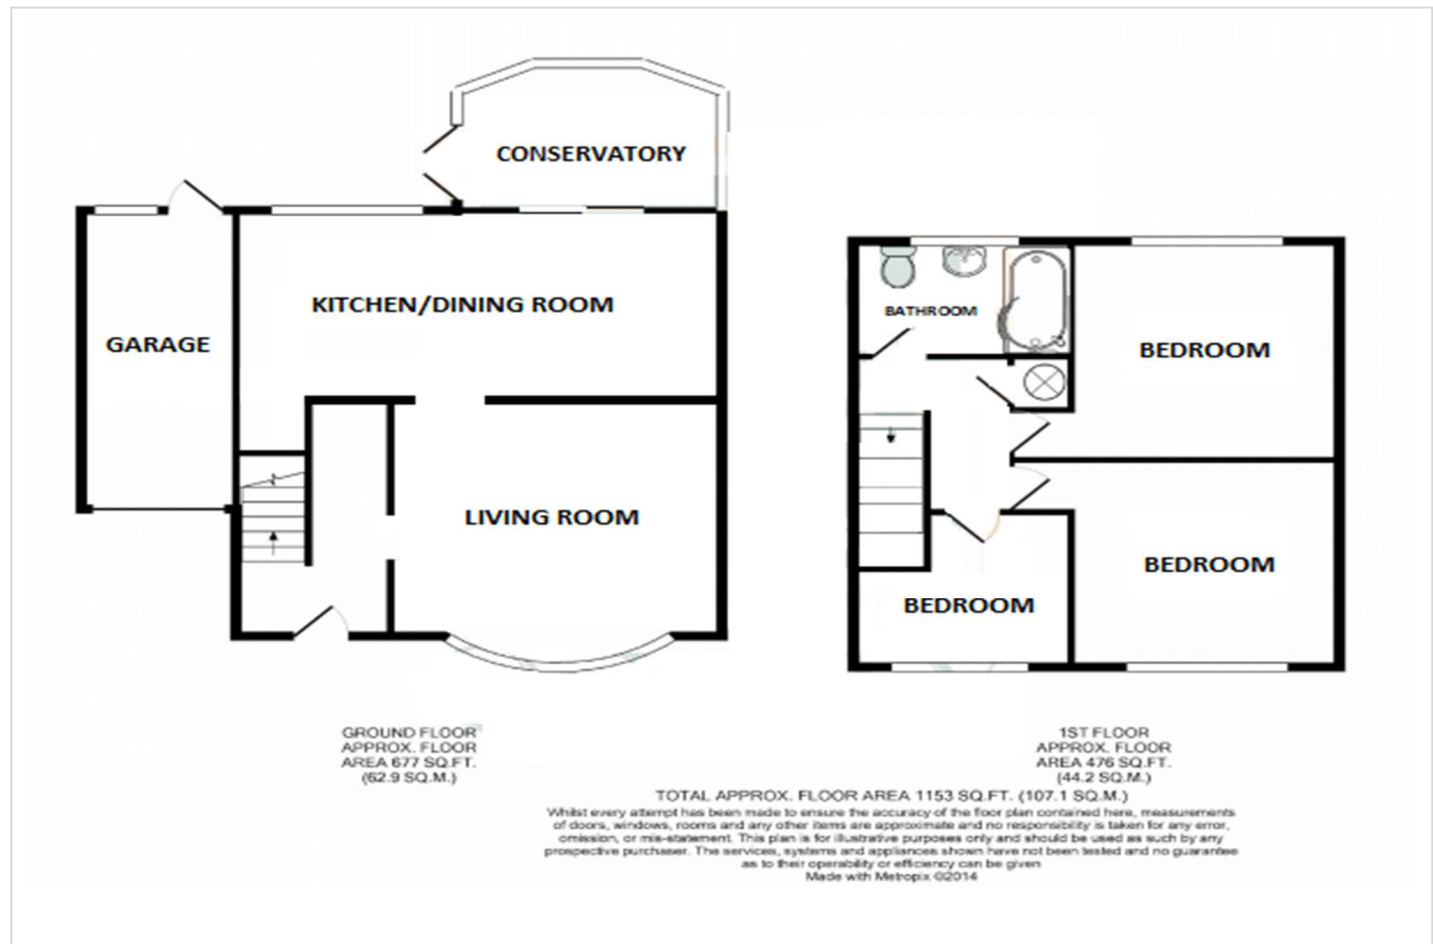 CONSERVATORY
KITCHEN/DINING ROOM
GARAGE
LIVING ROOM
BATHROOM
BEDROOM
BEDROOM
BEDROOM
GROUND FLOOR
APPROX. FLOOR
AREA 677 SQ.FT.
(62.9 SQ.M.)
1ST FLOOR
APPROX. FLOOR
AREA 476 SQ.FT.
(44.2 SQ.M.)
TOTAL APPROX. FLOOR AREA 1153 SQ.FT. (107.1 SQ.M.)
Whilst every attempt has been made to ensure the accuracy of the floor plan contained here, measurements
of doors, windows, rooms and any other items are approximate and no responsibility is taken for any error,
omission, or mis-statement. This plan is for illustrative purposes only and should be used as such by any
prospective purchaser. The services, systems and appliances shown have not been tested and no guarantee
as to their operability or efficiency can be given
Made with Metropix ©2014